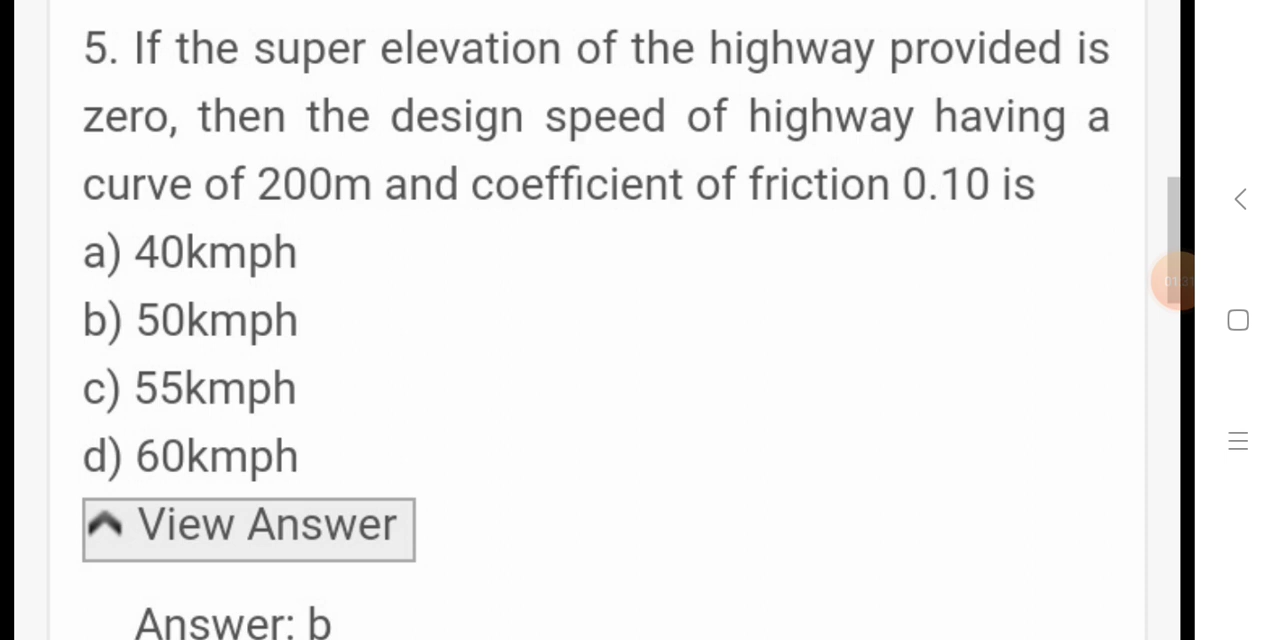 5. If the super elevation of the highway provided is
zero, then the design speed of highway having a
curve of 200m and coefficient of friction 0.10 is
a) 40kmph
b) 50kmph
c) 55kmph
d) 60kmph
View Answer
Answer: b